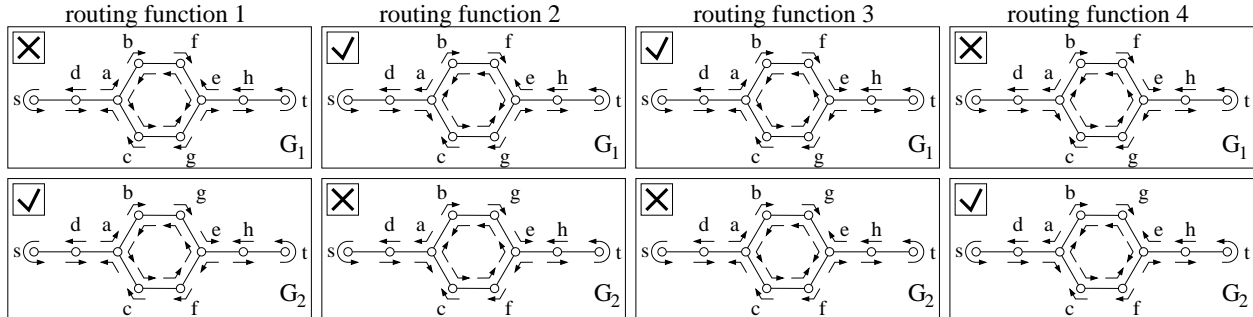 routing function 1 routing function 2 routing function 3 routing function 4
b f b f b f b f
d a e h d a e h d a e h d a e h
s t s t s t s t
c g G1 c g G1 c g G1 c g G1
b g b g b g b g
d a e h d a e h d a e h d a e h
s t s t s t s t
c f G2 c f G2 c f G2 c f G2